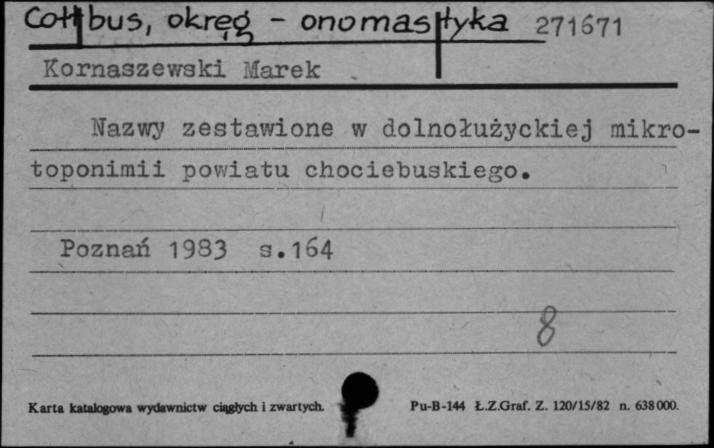 Cottbus, okręg - onomastyka 271671
Kornaszewski Marek
Nazwy zestawione w dolnołużyckiej mikro-
toponimii powiatu chociebuskiego.
Poznań 1983 s.164
8
Karta katalogowa wydawnictw ciągłych i zwartych. Pu-B-144 Ł.Z.Graf. Z. 120/15/82 n. 638000.